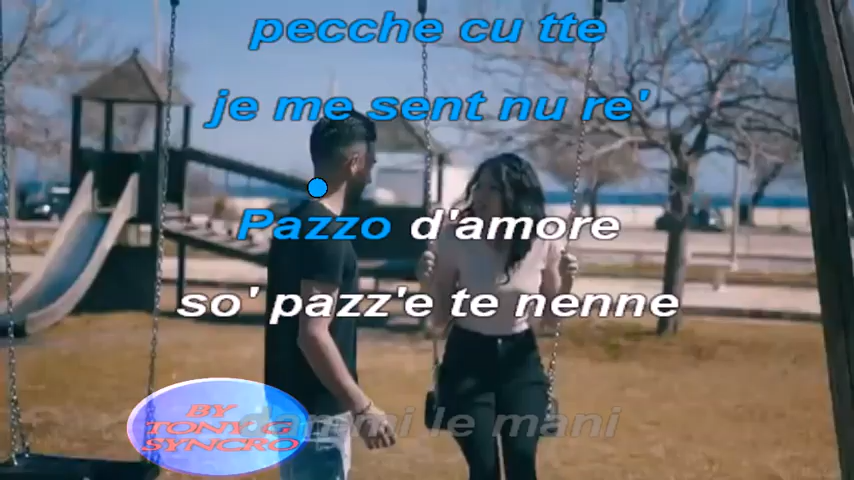 pecche cu tte
je me sent nu re'
Pazzo d'amore
so' pazz'e te nenne
dammi le mani
BY
TONY G
SYNCRO